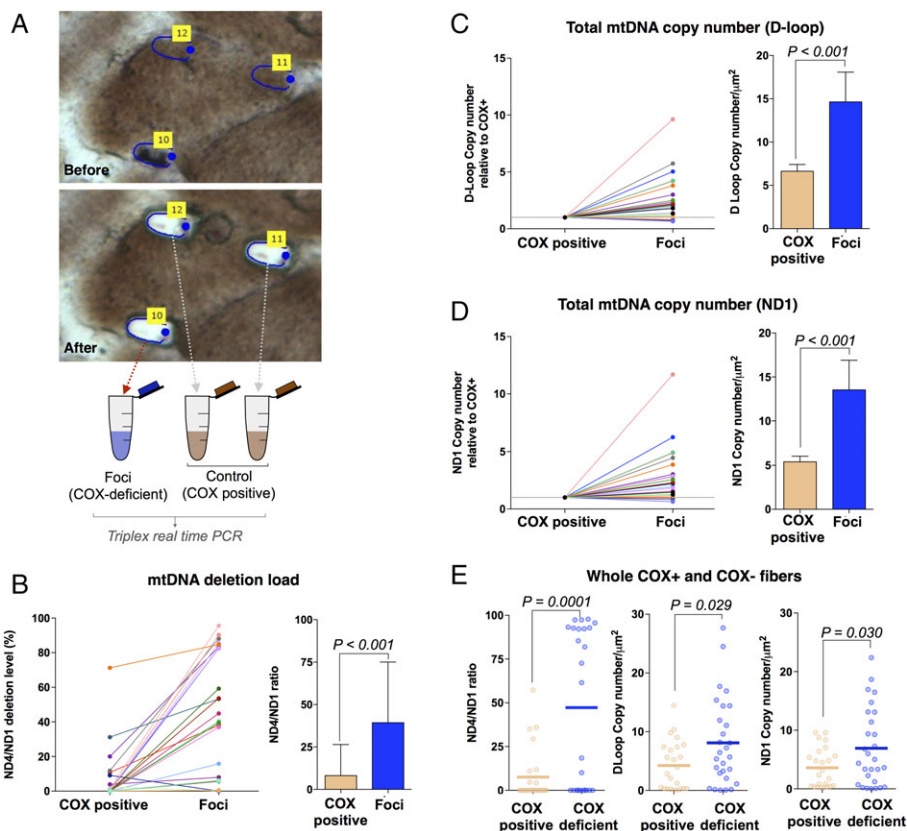 A
12
11
10
Before
12
11
10
After
Foci
(COX-deficient)
Control
(COX positive)
Triplex real time PCR
B
mtDNA deletion load
ND4/ND1 deletion level (%)
100
80
60
40
20
0
COX positive
Foci
ND4/ND1 ratio
100
75
50
25
0
P < 0.001
COX
positive
Foci
C
Total mtDNA copy number (D-loop)
D-Loop Copy number
relative to COX+
15
10
5
0
COX positive
Foci
D Loop Copy number/μm²
20
15
10
5
0
P < 0.001
COX
positive
Foci
D
Total mtDNA copy number (ND1)
ND1 Copy number
relative to COX+
15
10
5
0
COX positive
Foci
ND1 Copy number/μm²
20
15
10
5
0
P < 0.001
COX
positive
Foci
E
Whole COX+ and COX- fibers
ND4/ND1 ratio
100
75
50
25
0
P = 0.0001
COX
positive
COX
deficient
DLoop Copy number/μm²
30
20
10
0
P = 0.029
COX
positive
COX
deficient
ND1 Copy number/μm²
30
20
10
0
P = 0.030
COX
positive
COX
deficient